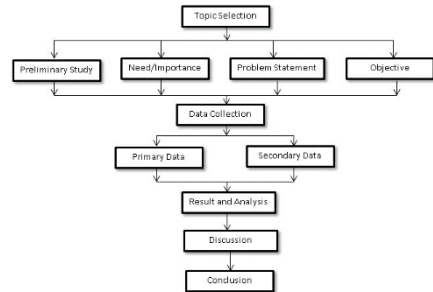 Topic Selection
Preliminary Study
Need/Importance
Problem Statement
Objective
Data Collection
Primary Data
Secondary Data
Result and Analysis
Discussion
Conclusion